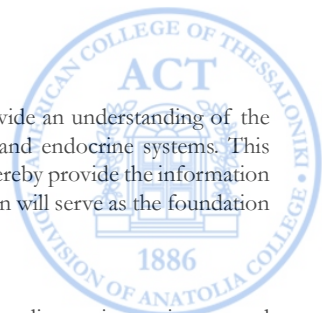 AMERICAN COLLEGE OF THESSALONIKI
ACT
vide an understanding of the
and endocrine systems. This
ereby provide the information
n will serve as the foundation
1886
DIVISION OF ANATOLIA COLLEGE